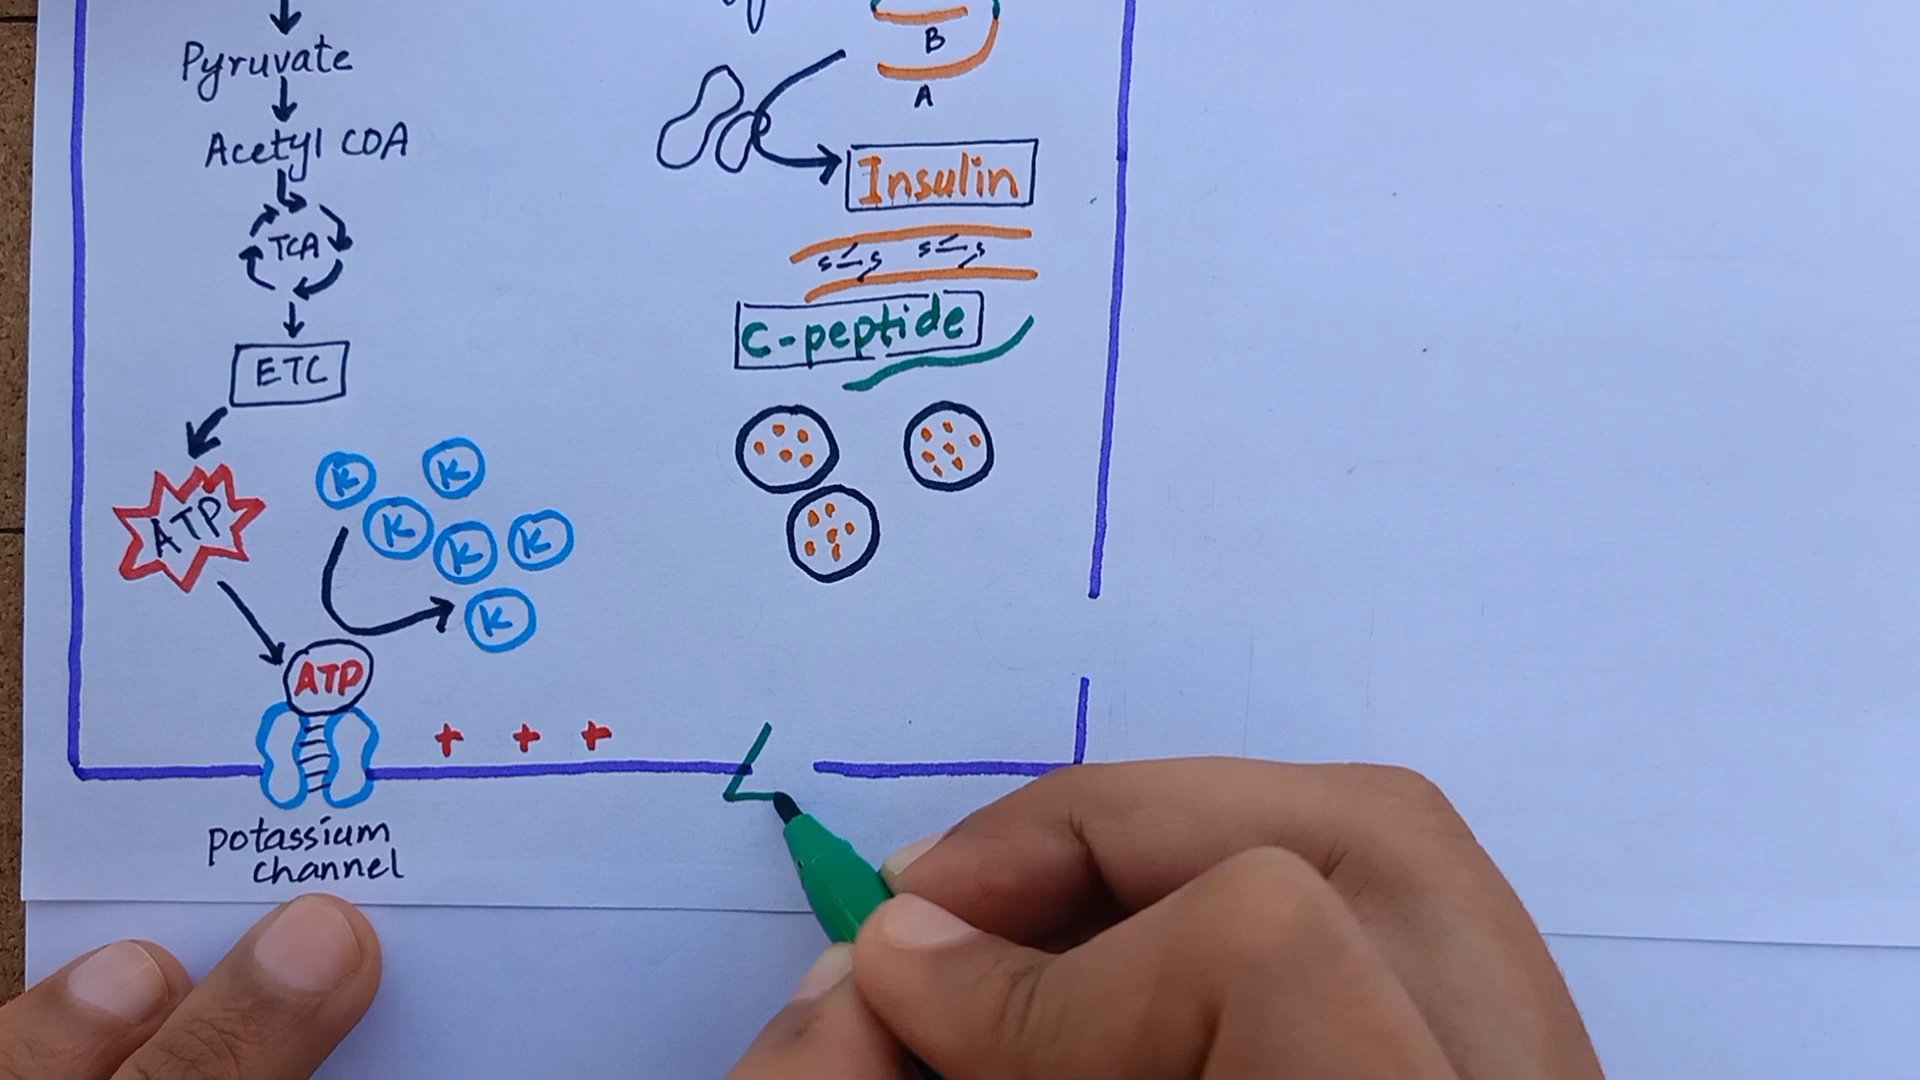 Pyruvate
Acetyl COA
TCA
ETC
ATP
K
K
K
K
K
K
ATP
+ + +
potassium
channel
B
A
Insulin
S S S S
C-peptide